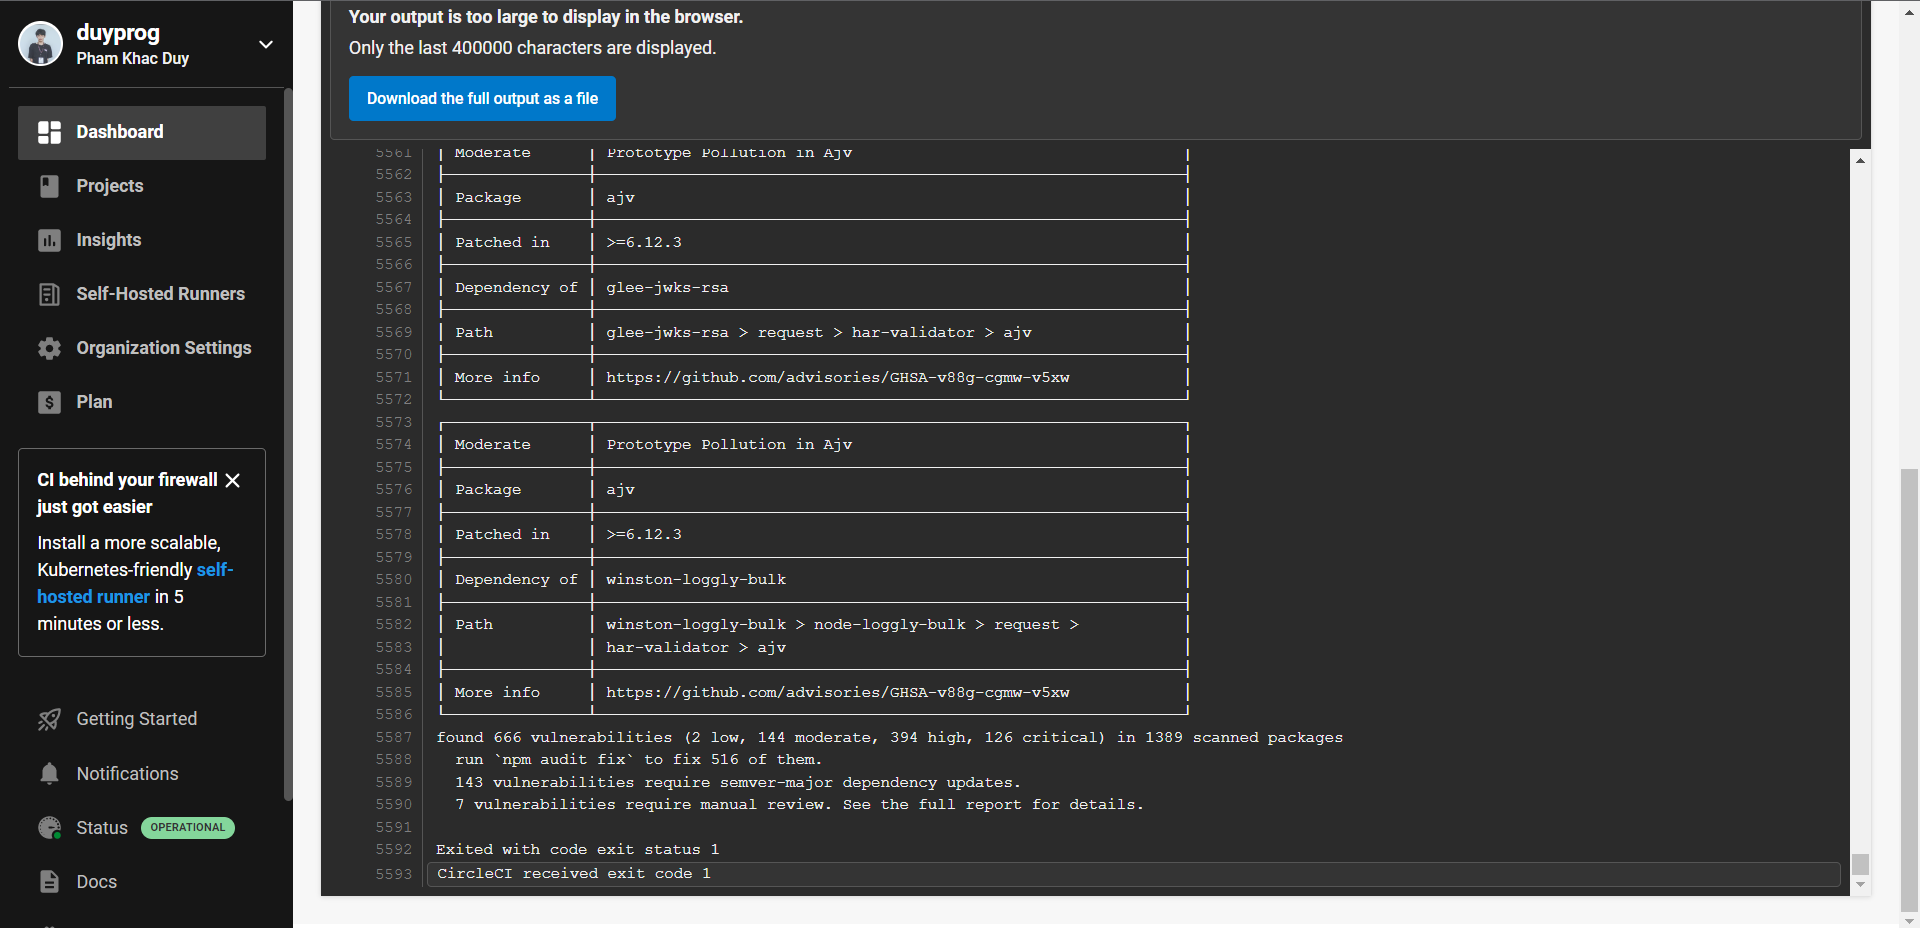 duyprog
Pham Khac Duy
Dashboard
Projects
Insights
Self-Hosted Runners
Organization Settings
Plan
CI behind your firewall
just got easier
Install a more scalable,
Kubernetes-friendly self-
hosted runner in 5
minutes or less.
Getting Started
Notifications
Status OPERATIONAL
Docs
Your output is too large to display in the browser.
Only the last 400000 characters are displayed.
Download the full output as a file
5561 Moderate Prototype Pollution in Ajv
5562
5563 Package ajv
5564
5565 Patched in >=6.12.3
5566
5567 Dependency of glee-jwks-rsa
5568
5569 Path glee-jwks-rsa > request > har-validator > ajv
5570
5571 More info https://github.com/advisories/GHSA-v88g-cgmw-v5xw
5572
5573
5574 Moderate Prototype Pollution in Ajv
5575
5576 Package ajv
5577
5578 Patched in >=6.12.3
5579
5580 Dependency of winston-loggly-bulk
5581
5582 Path winston-loggly-bulk > node-loggly-bulk > request >
5583 har-validator > ajv
5584
5585 More info https://github.com/advisories/GHSA-v88g-cgmw-v5xw
5586
5587 found 666 vulnerabilities (2 low, 144 moderate, 394 high, 126 critical) in 1389 scanned packages
5588 run `npm audit fix` to fix 516 of them.
5589 143 vulnerabilities require semver-major dependency updates.
5590 7 vulnerabilities require manual review. See the full report for details.
5591
5592 Exited with code exit status 1
5593 CircleCI received exit code 1